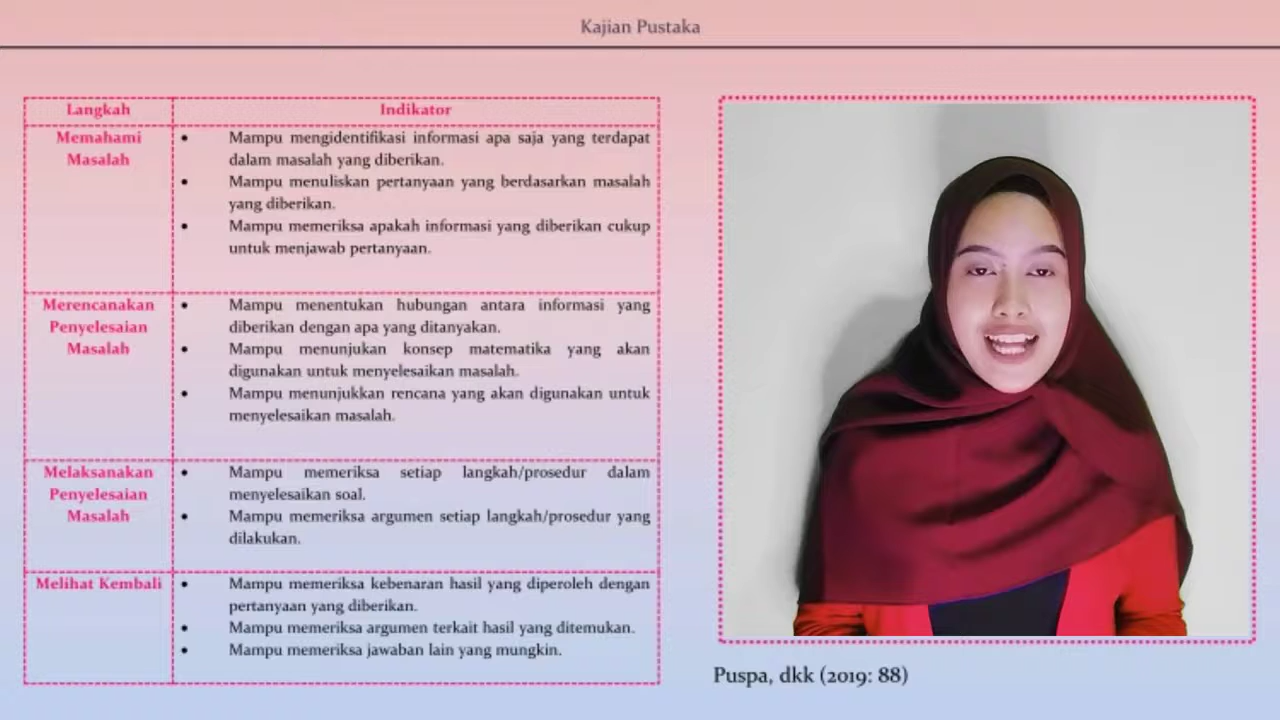 Kajian Pustaka
Langkah
Indikator
Memahami
Masalah
• Mampu mengidentifikasi informasi apa saja yang terdapat
dalam masalah yang diberikan.
• Mampu menuliskan pertanyaan yang berdasarkan masalah
yang diberikan.
• Mampu memeriksa apakah informasi yang diberikan cukup
untuk menjawab pertanyaan.
Merencanakan
Penyelesaian
Masalah
• Mampu menentukan hubungan antara informasi yang
diberikan dengan apa yang ditanyakan.
• Mampu menunjukan konsep matematika yang akan
digunakan untuk menyelesaikan masalah.
• Mampu menunjukkan rencana yang akan digunakan untuk
menyelesaikan masalah.
Melaksanakan
Penyelesaian
Masalah
• Mampu memeriksa setiap langkah/prosedur dalam
menyelesaikan soal.
• Mampu memeriksa argumen setiap langkah/prosedur yang
dilakukan.
Melihat Kembali
• Mampu memeriksa kebenaran hasil yang diperoleh dengan
pertanyaan yang diberikan.
• Mampu memeriksa argumen terkait hasil yang ditemukan.
• Mampu memeriksa jawaban lain yang mungkin.
Puspa, dkk (2019: 88)